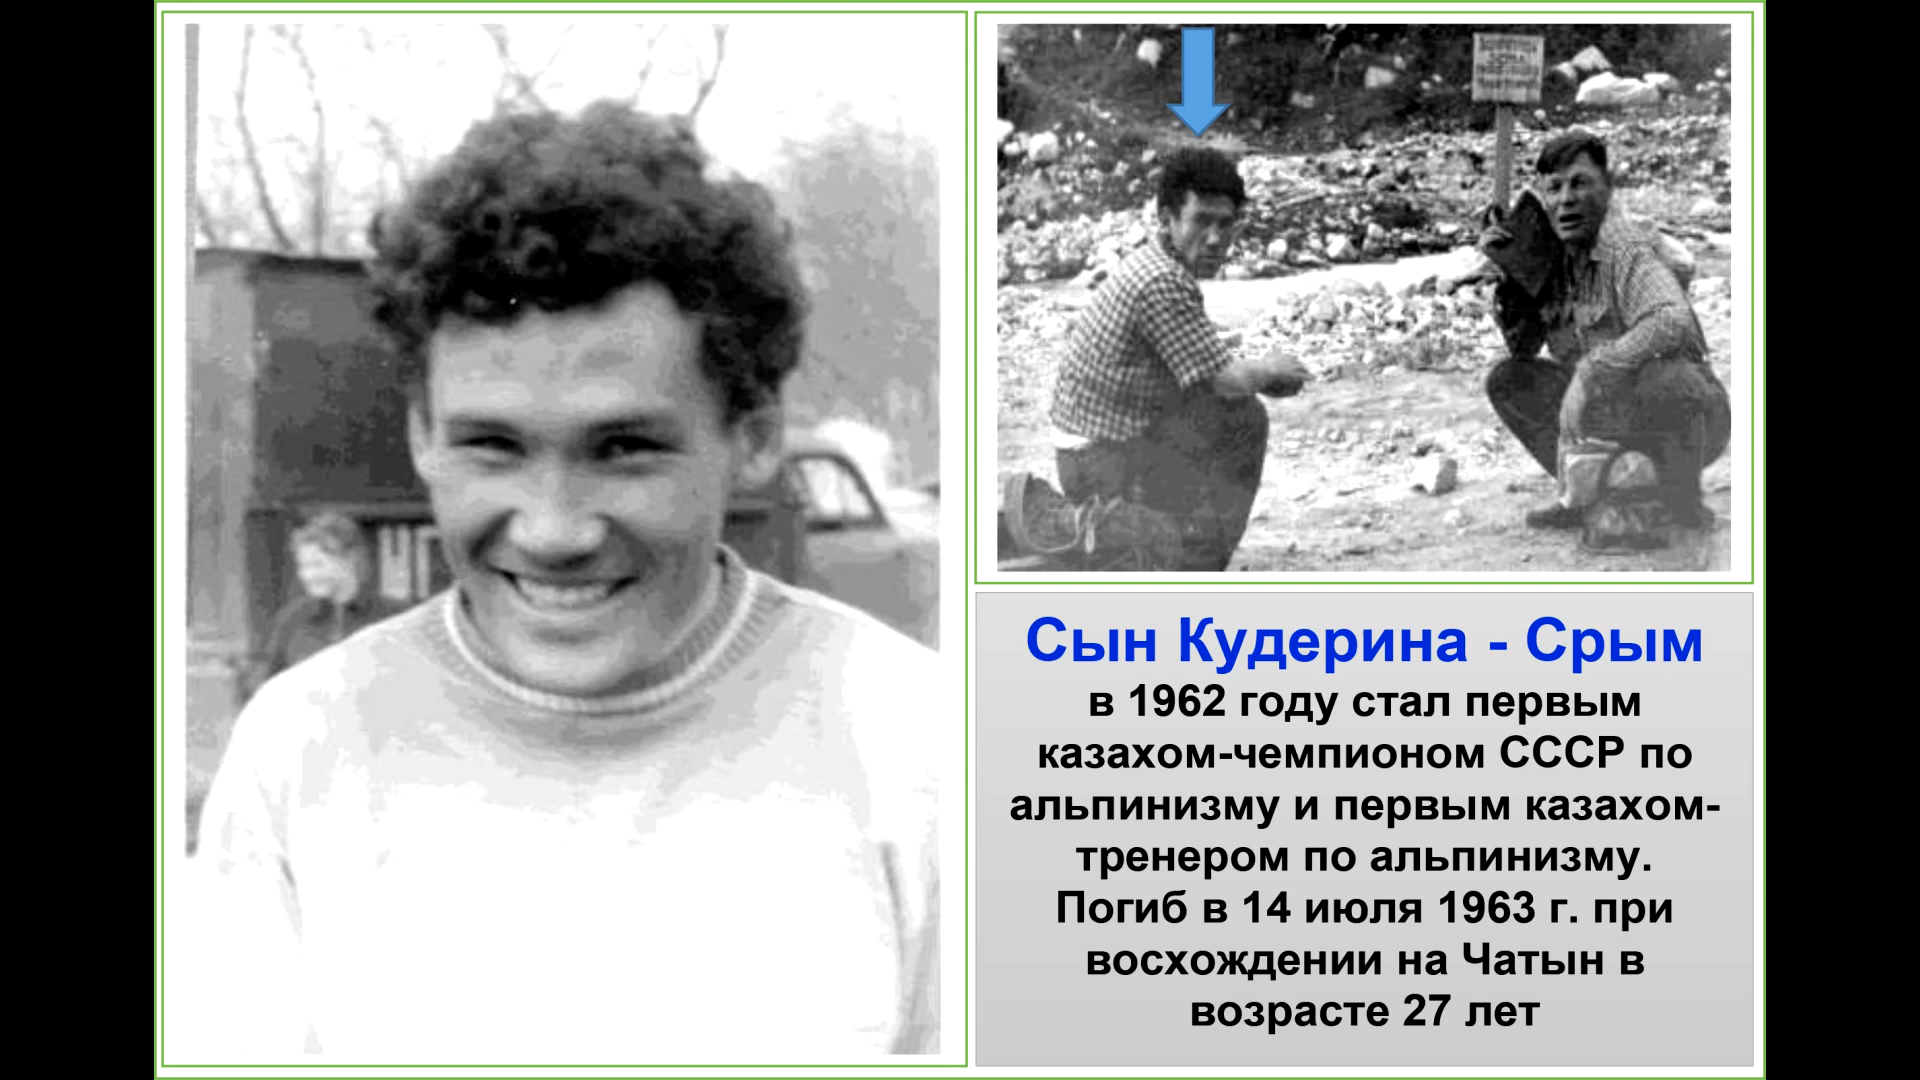 Сын Кудерина - Срым
в 1962 году стал первым
казахом-чемпионом СССР по
альпинизму и первым казахом-
тренером по альпинизму.
Погиб в 14 июля 1963 г. при
восхождении на Чатын в
возрасте 27 лет